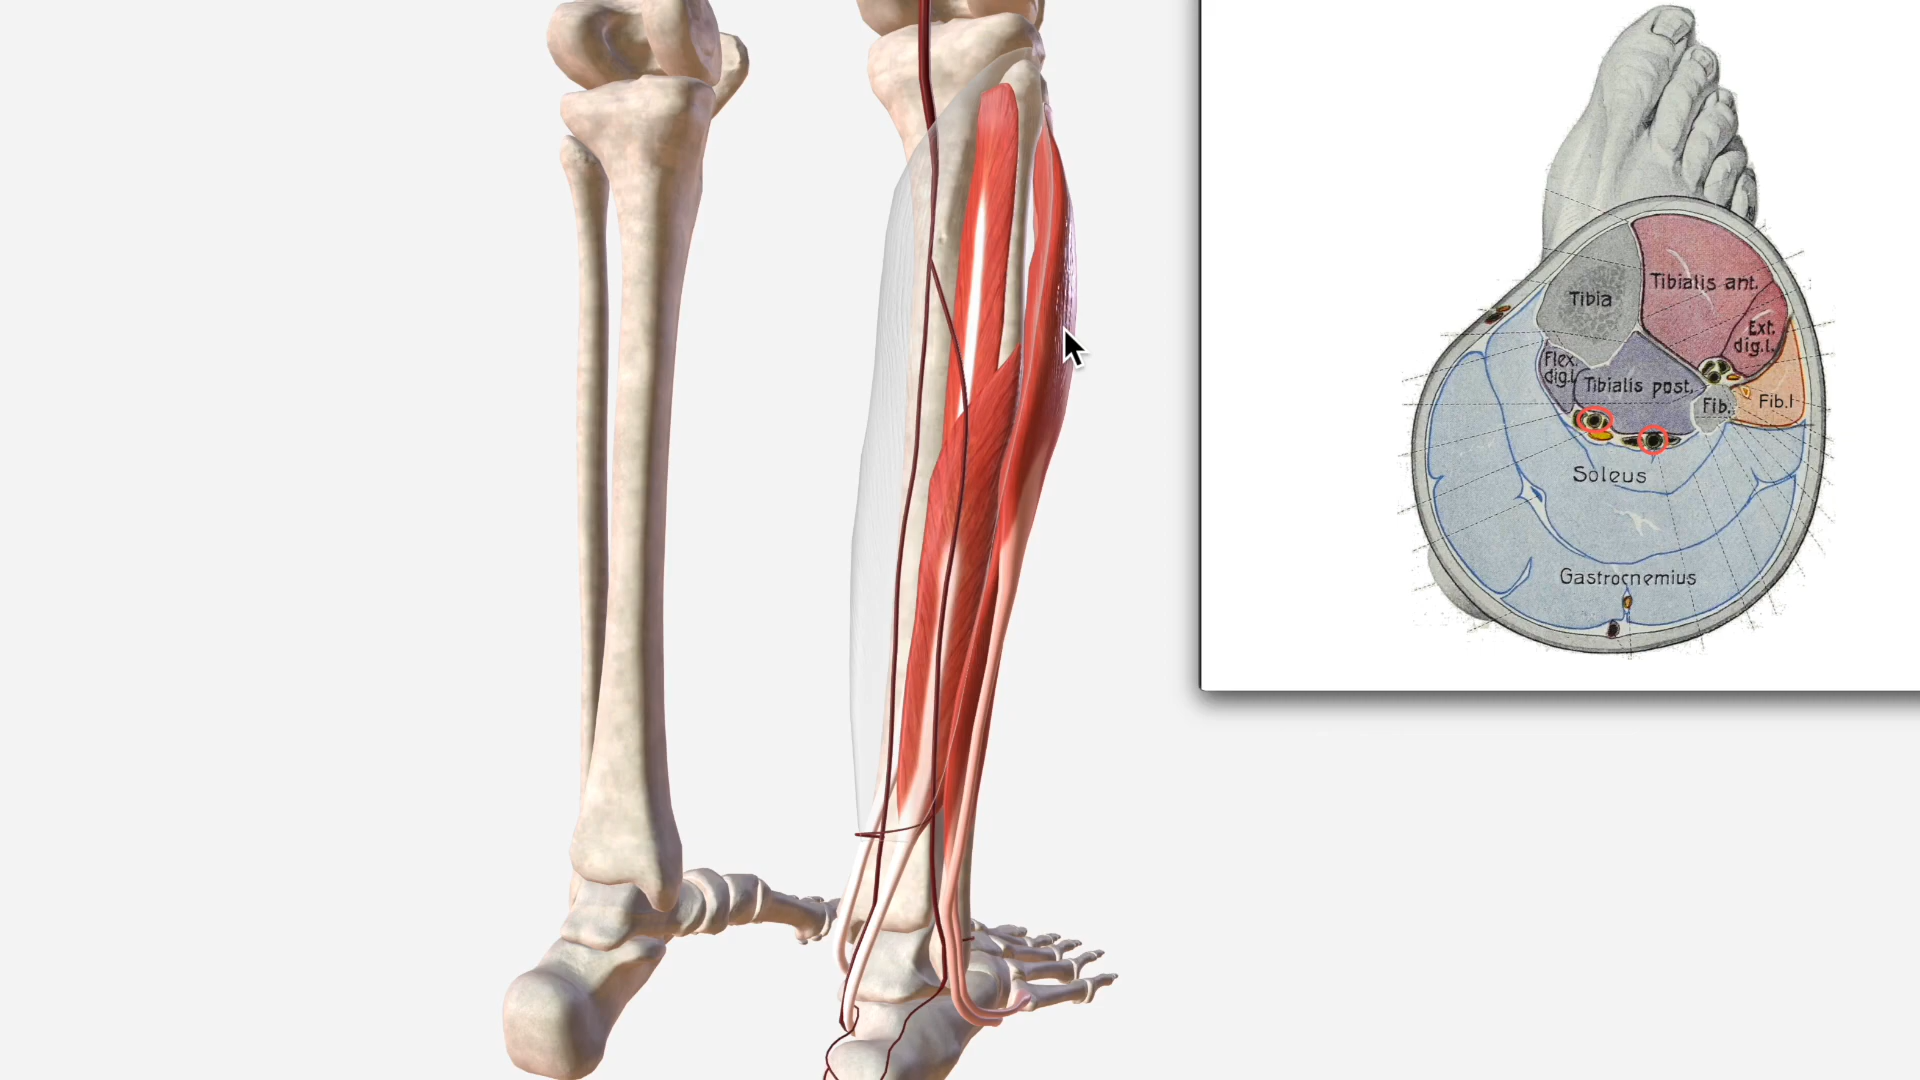 Tibia
Tibialis ant.
Ext.
dig.l.
Flex.
dig.l.
Tibialis post.
Fib.
Fib.l
Soleus
Gastrocnemius